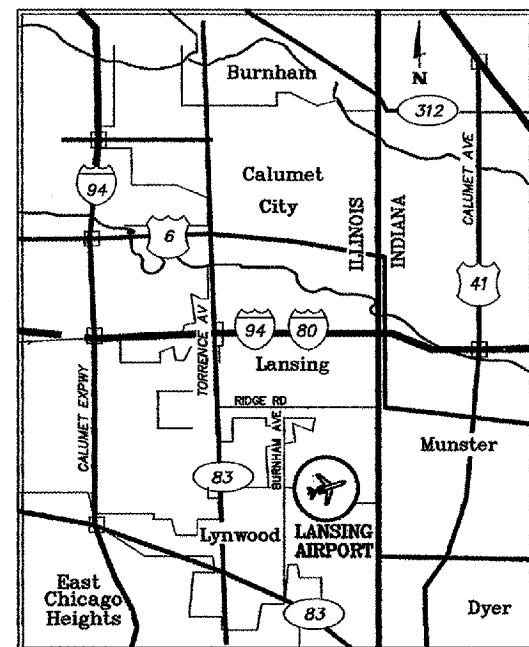 Burnham
N
312
CALUMET AVE
94
Calumet
City
ILLINOIS
INDIANA
6
41
TORRENCE AV
94
80
Lansing
CALUMET EXPWY
RIDGE RD
BURNHAM AVE
Munster
83
LANSING
AIRPORT
Lynwood
East
Chicago
Heights
83
Dyer